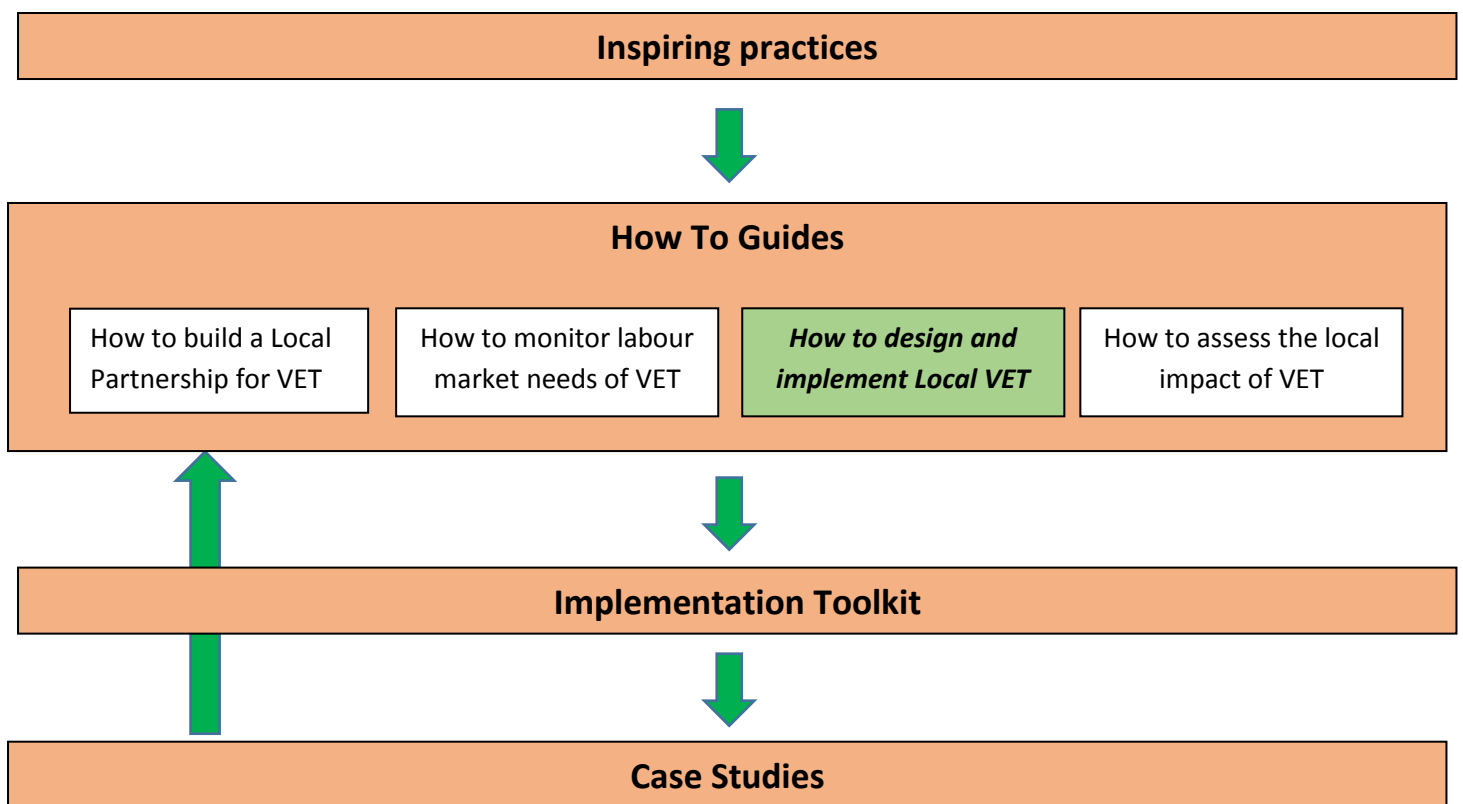 Inspiring practices
How To Guides
How to build a Local
Partnership for VET
How to monitor labour
market needs of VET
How to design and
implement Local VET
How to assess the local
impact of VET
Implementation Toolkit
Case Studies